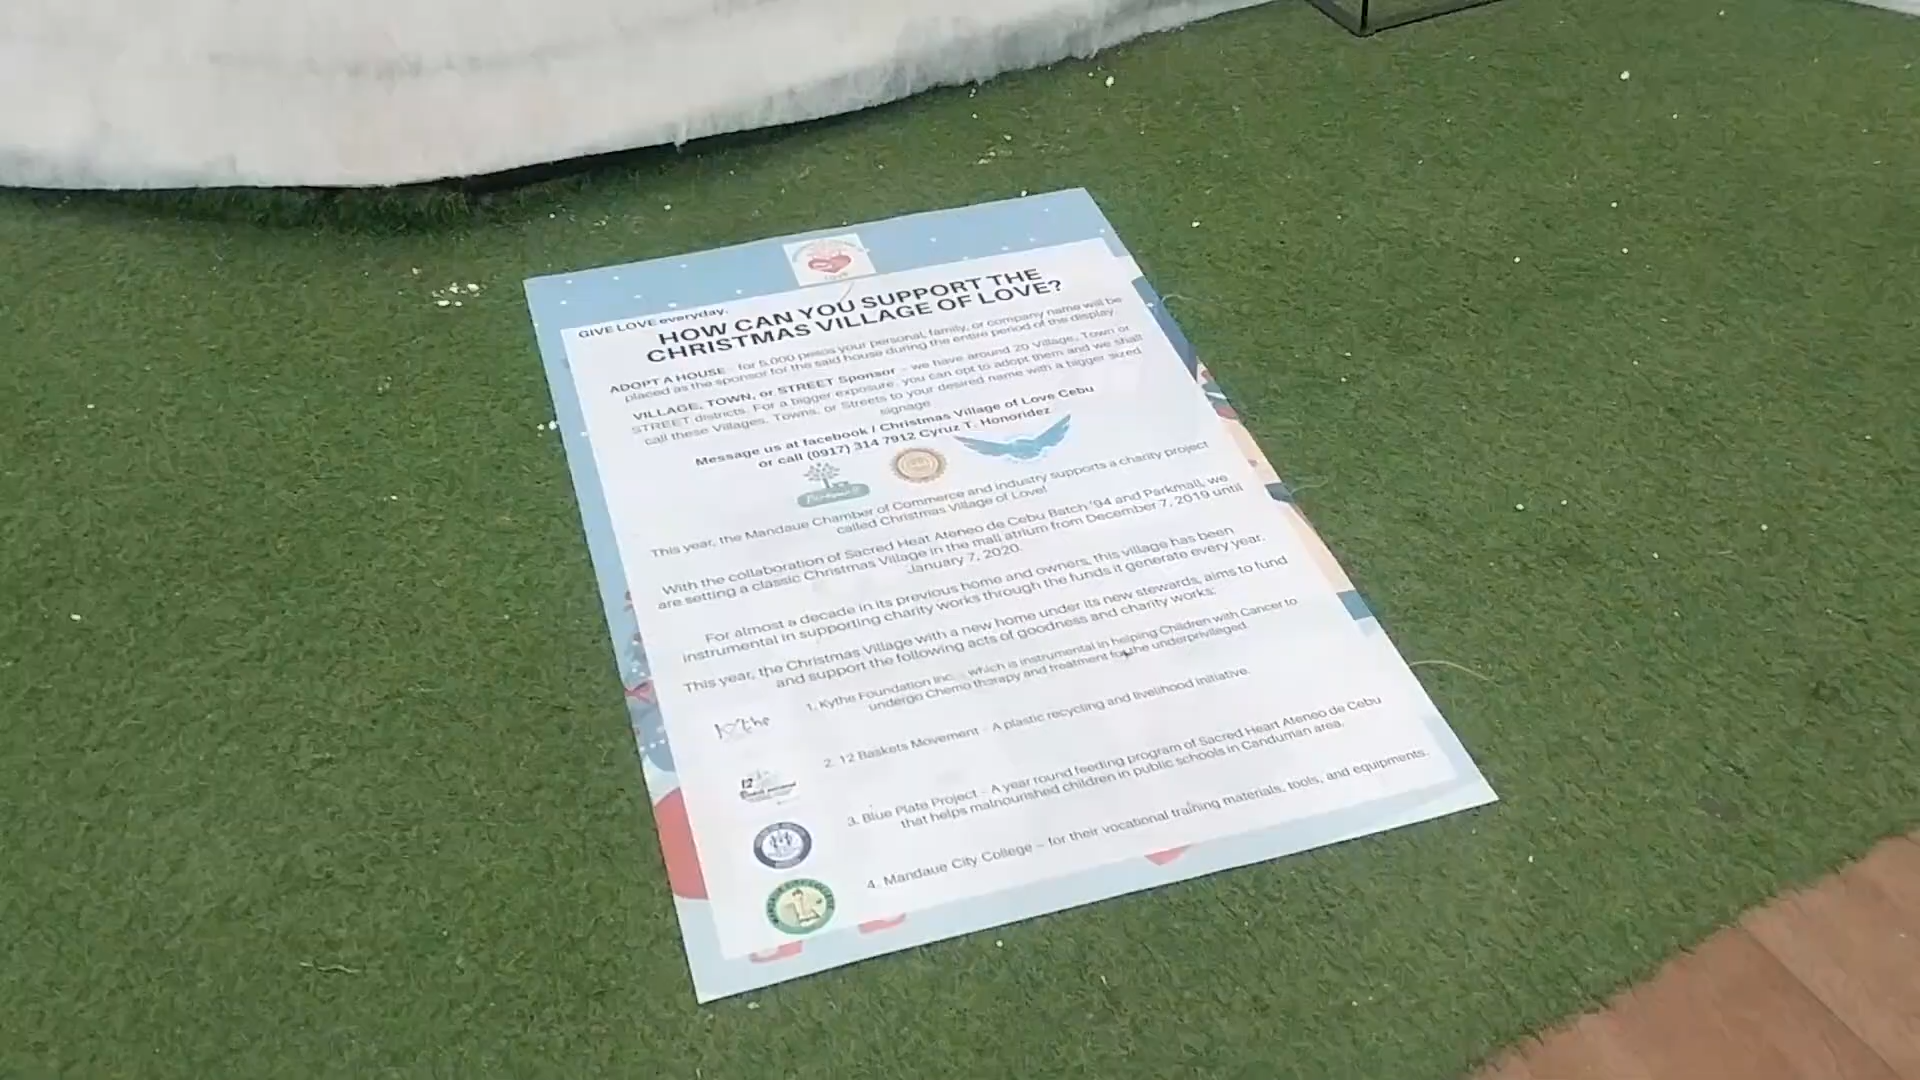 LOVE
GIVE LOVE everyday.
HOW CAN YOU SUPPORT THE
CHRISTMAS VILLAGE OF LOVE?
ADOPT A HOUSE - for 5,000 pesos your personal, family, or company name will be
placed as the sponsor for the said house during the entire period of the display.
VILLAGE, TOWN, or STREET Sponsor - we have around 20 Village, Town or
STREET districts. For a bigger exposure, you can opt to adopt them and we shall
call these Villages, Towns, or Streets to your desired name with a bigger sized
signage
Message us at facebook / Christmas Village of Love Cebu
or call (0917) 314 7912 Cyruz T. Honoridez
This year, the Mandaue Chamber of Commerce and industry supports a charity project
called Christmas Village of Love!
With the collaboration of Sacred Heat Ateneo de Cebu Batch '94 and Parkmall, we
are setting a classic Christmas Village in the mall atrium from December 7, 2019 until
January 7, 2020.
For almost a decade in its previous home and owners, this village has been
instrumental in supporting charity works through the funds it generate every year.
This year, the Christmas Village with a new home under its new stewards, aims to fund
and support the following acts of goodness and charity works:
kythe
1. Kythe Foundation Inc. - which is instrumental in helping Children with Cancer to
undergo Chemo therapy and treatment for the underprivileged.
12
2. 12 Baskets Movement - A plastic recycling and livelihood initiative.
3. Blue Plate Project - A year round feeding program of Sacred Heart Ateneo de Cebu
that helps malnourished children in public schools in Canduman area.
4. Mandaue City College - for their vocational training materials, tools, and equipments.